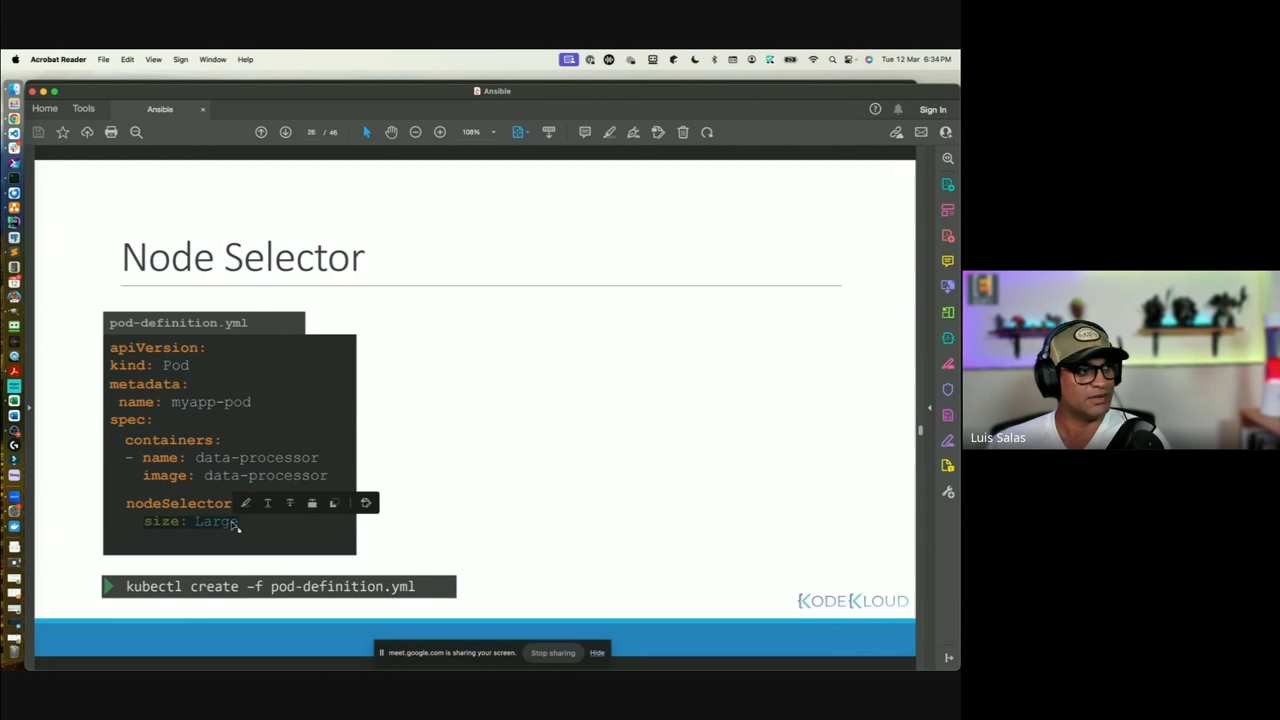 Acrobat Reader File Edit View Sign Window Help Tue 12 Mar 6:34 PM
Ansible
Home Tools Ansible × Sign In
26 / 46 108%
Node Selector
pod-definition.yml
apiVersion:
kind: Pod
metadata:
name: myapp-pod
spec:
containers:
- name: data-processor
image: data-processor
nodeSelector
size: Large
kubectl create –f pod-definition.yml
KODEKLOUD
meet.google.com is sharing your screen. Stop sharing Hide
Luis Salas